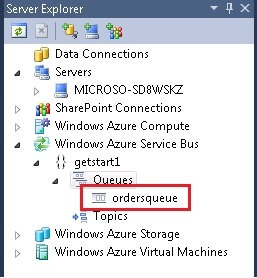 Server Explorer
Data Connections
Servers
MICROSO-SD8WSKZ
SharePoint Connections
Windows Azure Compute
Windows Azure Service Bus
getstart1
Queues
ordersqueue
Topics
Windows Azure Storage
Windows Azure Virtual Machines